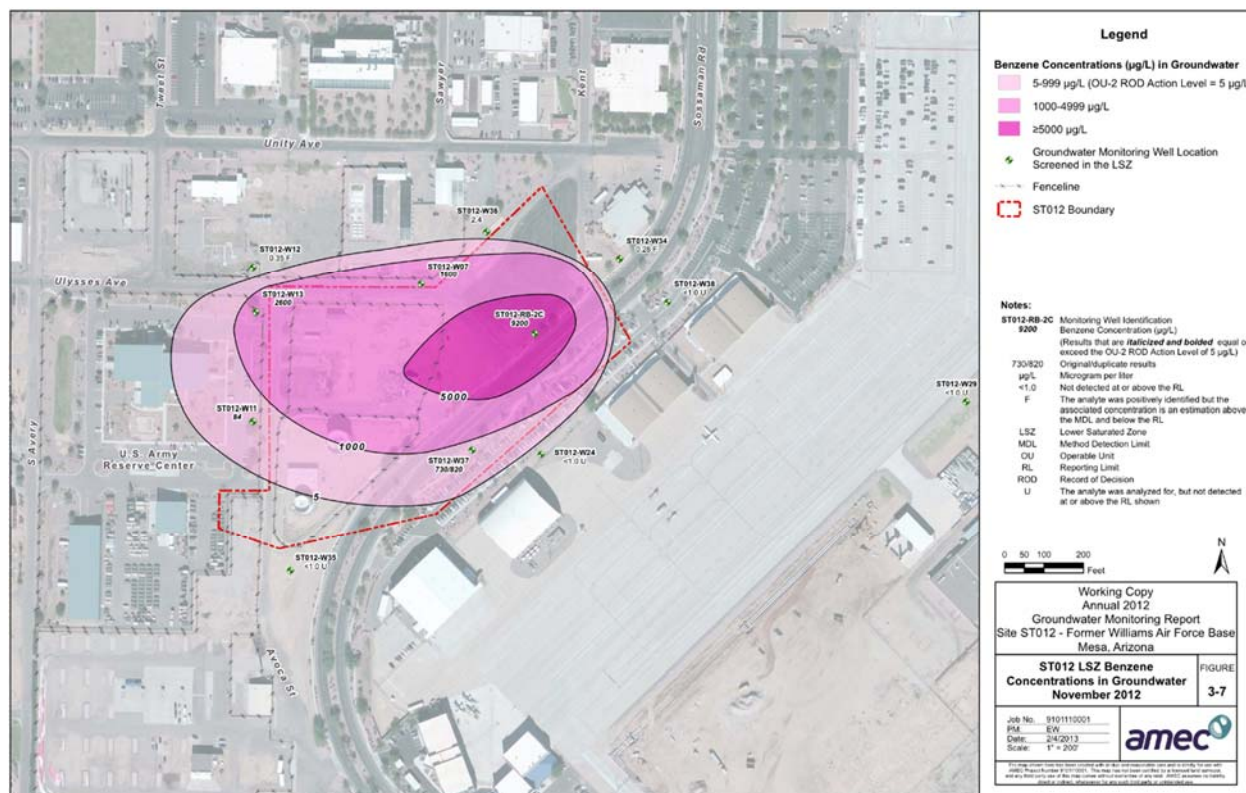 Tweet St
Sawyer
Kent
Sossaman Rd
Unity Ave
ST012-W36
2.4
ST012-W12
0.35 F
ST012-W34
0.28 F
Ulysses Ave
ST012-W07
1600
ST012-W13
2600
ST012-W38
<1.0 U
ST012-RB-2C
9200
5000
ST012-W29
<1.0 U
ST012-W11
84
1000
S Avery
U.S. Army
Reserve Center
ST012-W37
730/820
ST012-W24
<1.0 U
5
ST012-W35
<1.0 U
Avoca St
Legend
Benzene Concentrations (µg/L) in Groundwater
5-999 µg/L (OU-2 ROD Action Level = 5 µg/L
1000-4999 µg/L
≥5000 µg/L
Groundwater Monitoring Well Location
Screened in the LSZ
Fenceline
ST012 Boundary
Notes:
ST012-RB-2C Monitoring Well Identification
9200 Benzene Concentration (µg/L)
(Results that are italicized and bolded equal o
exceed the OU-2 ROD Action Level of 5 µg/L)
730/820 Original/duplicate results
µg/L Microgram per liter
<1.0 Not detected at or above the RL
F The analyte was positively identified but the
associated concentration is an estimation above
the MDL and below the RL
LSZ Lower Saturated Zone
MDL Method Detection Limit
OU Operable Unit
RL Reporting Limit
ROD Record of Decision
U The analyte was analyzed for, but not detected
at or above the RL shown
0 50 100 200
Feet
N
Working Copy
Annual 2012
Groundwater Monitoring Report
Site ST012 - Former Williams Air Force Base
Mesa, Arizona
ST012 LSZ Benzene
Concentrations in Groundwater
November 2012
FIGURE
3-7
Job No. 9101110001
PM: EW
Date: 2/4/2013
Scale: 1" = 200'
amec